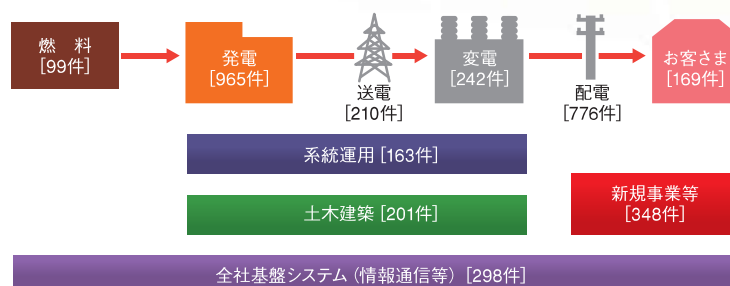 燃　料
[99件]
発電
[965件]
送電
[210件]
変電
[242件]
配電
[776件]
お客さま
[169件]
系統運用[163件]
土木建築[201件]
新規事業等
[348件]
全社基盤システム（情報通信等）[298件]